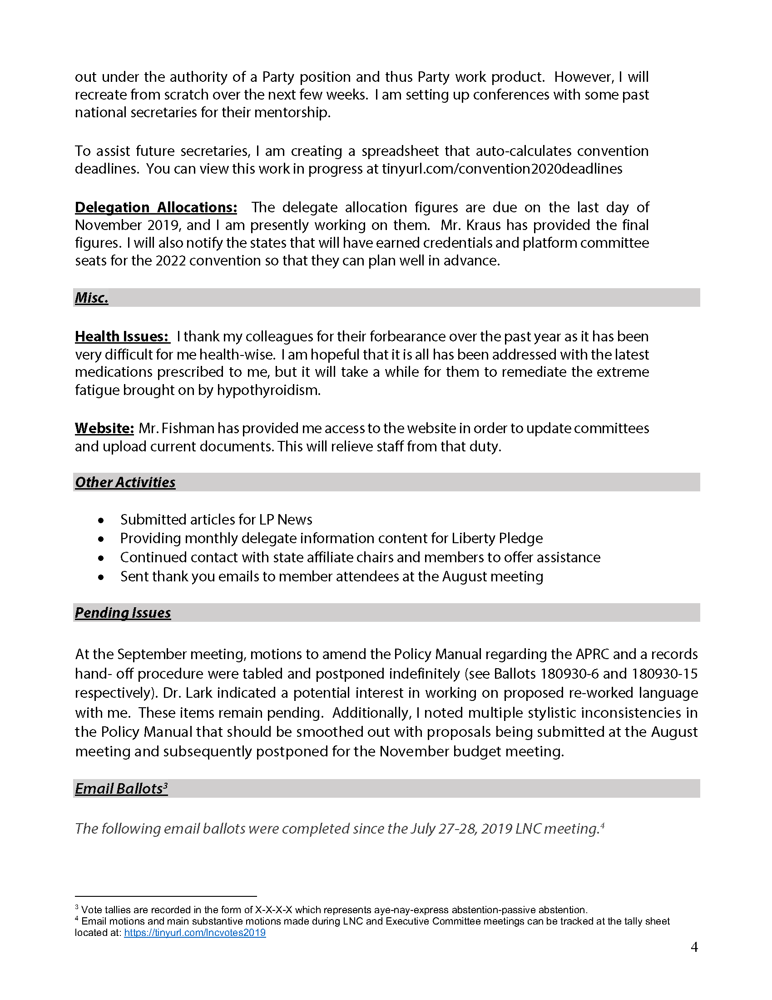 out under the authority of a Party position and thus Party work product.  However, I will
recreate from scratch over the next few weeks.  I am setting up conferences with some past
national secretaries for their mentorship.
To assist future secretaries, I am creating a spreadsheet that auto-calculates convention
deadlines.  You can view this work in progress at tinyurl.com/convention2020deadlines
Delegation Allocations:  The delegate allocation figures are due on the last day of
November 2019, and I am presently working on them.  Mr. Kraus has provided the final
figures.  I will also notify the states that will have earned credentials and platform committee
seats for the 2022 convention so that they can plan well in advance.
Misc.
Health Issues:  I thank my colleagues for their forbearance over the past year as it has been
very difficult for me health-wise.  I am hopeful that it is all has been addressed with the latest
medications prescribed to me, but it will take a while for them to remediate the extreme
fatigue brought on by hypothyroidism.
Website: Mr. Fishman has provided me access to the website in order to update committees
and upload current documents. This will relieve staff from that duty.
Other Activities
• Submitted articles for LP News
• Providing monthly delegate information content for Liberty Pledge
• Continued contact with state affiliate chairs and members to offer assistance
• Sent thank you emails to member attendees at the August meeting
Pending Issues
At the September meeting, motions to amend the Policy Manual regarding the APRC and a records
hand- off procedure were tabled and postponed indefinitely (see Ballots 180930-6 and 180930-15
respectively). Dr. Lark indicated a potential interest in working on proposed re-worked language
with me.  These items remain pending.  Additionally, I noted multiple stylistic inconsistencies in
the Policy Manual that should be smoothed out with proposals being submitted at the August
meeting and subsequently postponed for the November budget meeting.
Email Ballots³
The following email ballots were completed since the July 27-28, 2019 LNC meeting.⁴
³ Vote tallies are recorded in the form of X-X-X-X which represents aye-nay-express abstention-passive abstention.
⁴ Email motions and main substantive motions made during LNC and Executive Committee meetings can be tracked at the tally sheet
located at: https://tinyurl.com/lncvotes2019
4